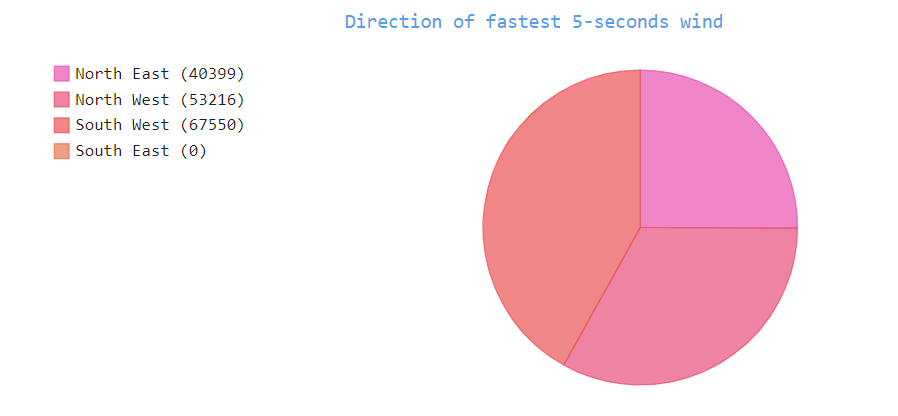 Direction of fastest 5-seconds wind
North East (40399)
North West (53216)
South West (67550)
South East (0)